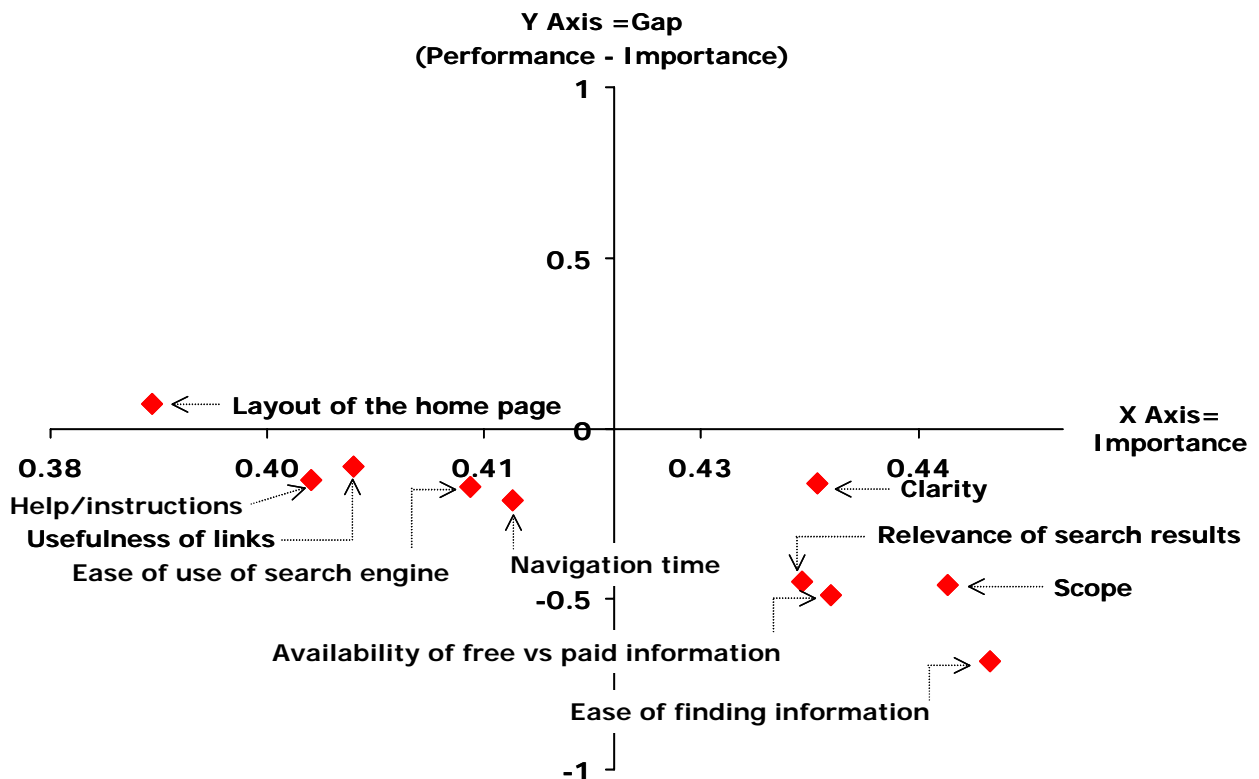 Y Axis =Gap
(Performance - Importance)
1
0.5
Layout of the home page
0
X Axis=
Importance
0.38
0.40
0.41
0.43
0.44
Help/instructions
Clarity
Usefulness of links
Relevance of search results
Ease of use of search engine
Navigation time
Scope
-0.5
Availability of free vs paid information
Ease of finding information
-1